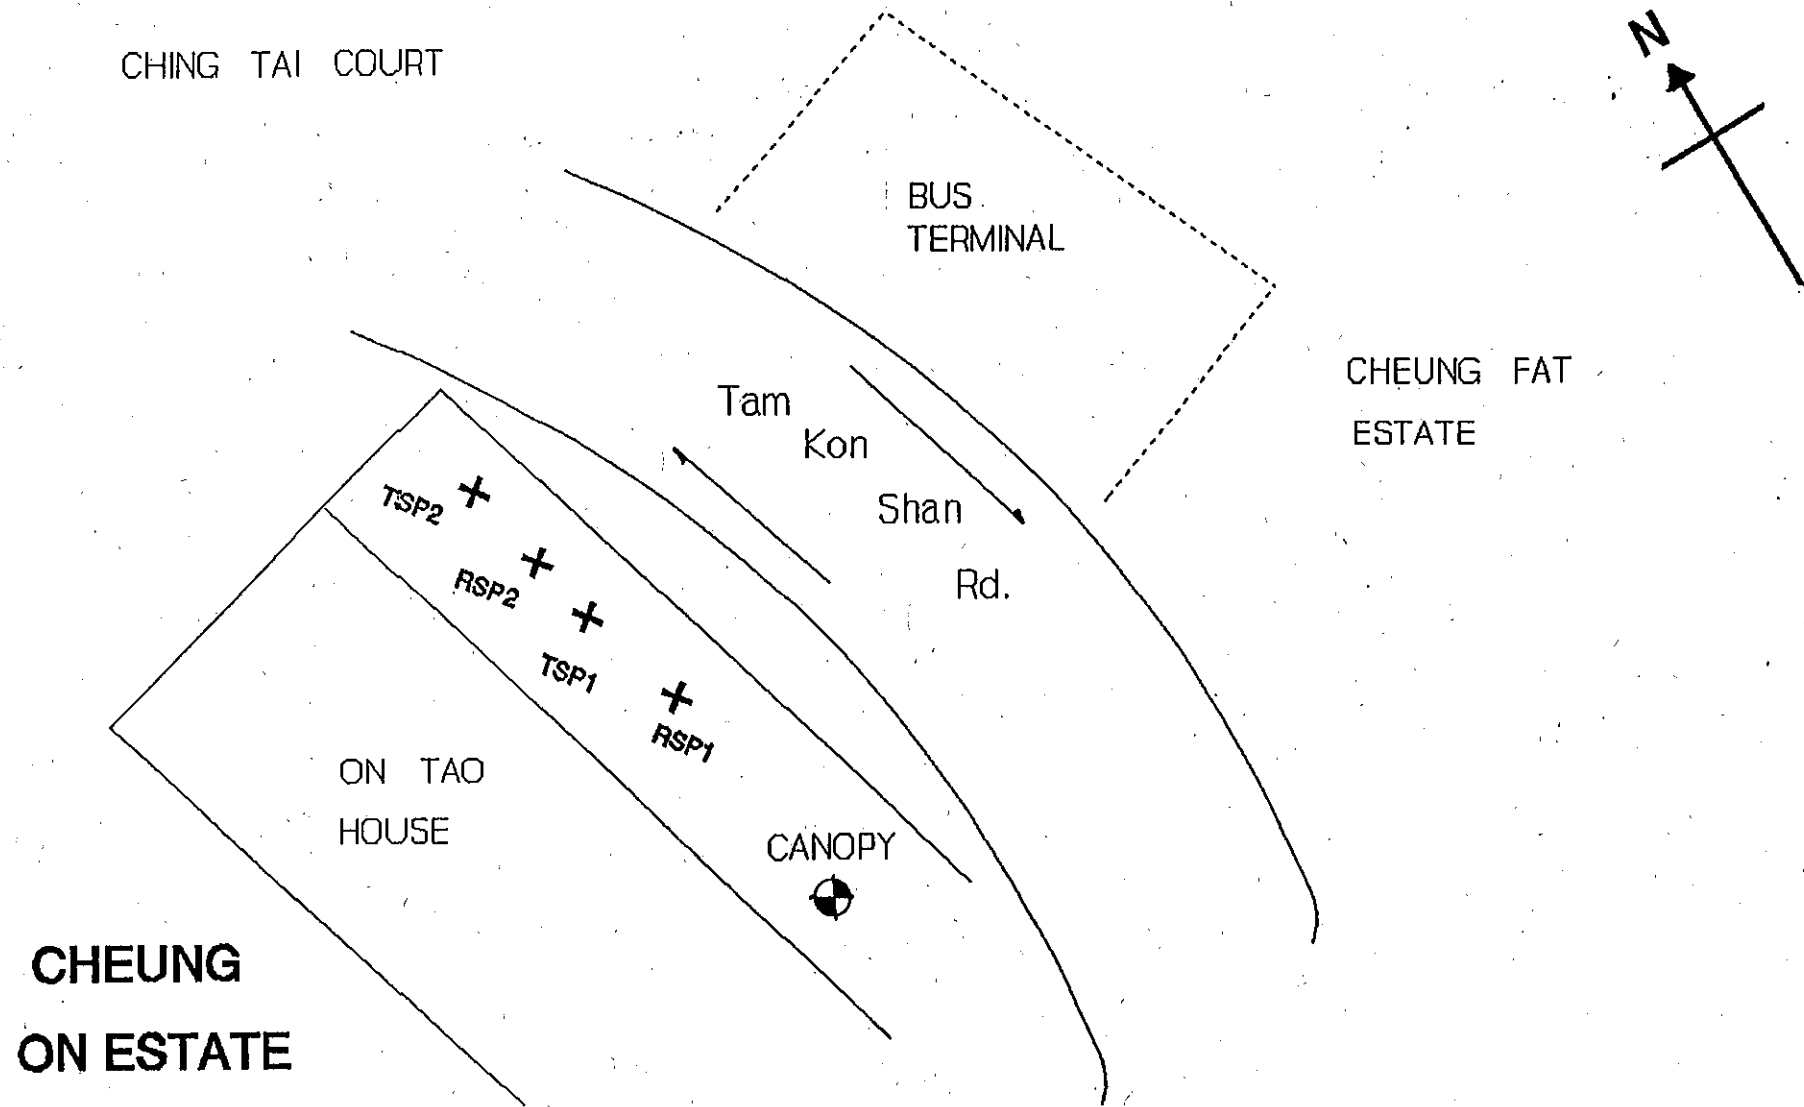 N
CHING TAI COURT
BUS
TERMINAL
CHEUNG FAT
ESTATE
Tam
Kon
Shan
Rd.
TSP2
RSP2
TSP1
RSP1
ON TAO
HOUSE
CANOPY
CHEUNG
ON ESTATE